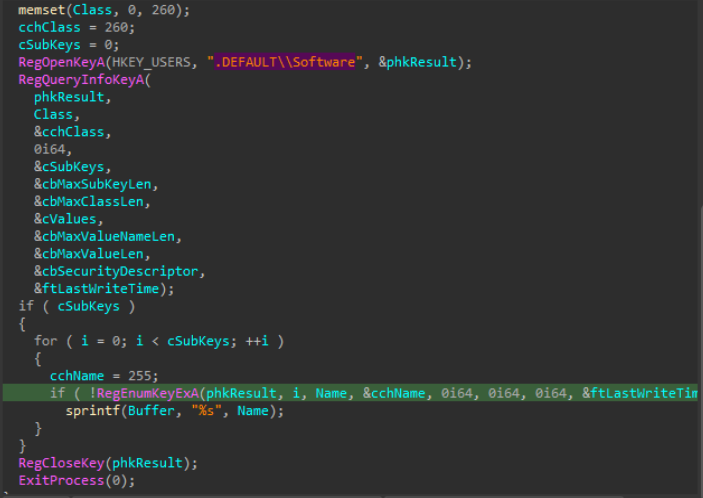 memset(Class, 0, 260);
cchClass = 260;
cSubKeys = 0;
RegOpenKeyA(HKEY_USERS, ".DEFAULT\\Software", &phkResult);
RegQueryInfoKeyA(
phkResult,
Class,
&cchClass,
0i64,
&cSubKeys,
&cbMaxSubKeyLen,
&cbMaxClassLen,
&cValues,
&cbMaxValueNameLen,
&cbMaxValueLen,
&cbSecurityDescriptor,
&ftLastWriteTime);
if ( cSubKeys )
{
for ( i = 0; i < cSubKeys; ++i )
{
cchName = 255;
if ( !RegEnumKeyExA(phkResult, i, Name, &cchName, 0i64, 0i64, 0i64, &ftLastWriteTim
sprintf(Buffer, "%s", Name);
}
}
RegCloseKey(phkResult);
ExitProcess(0);